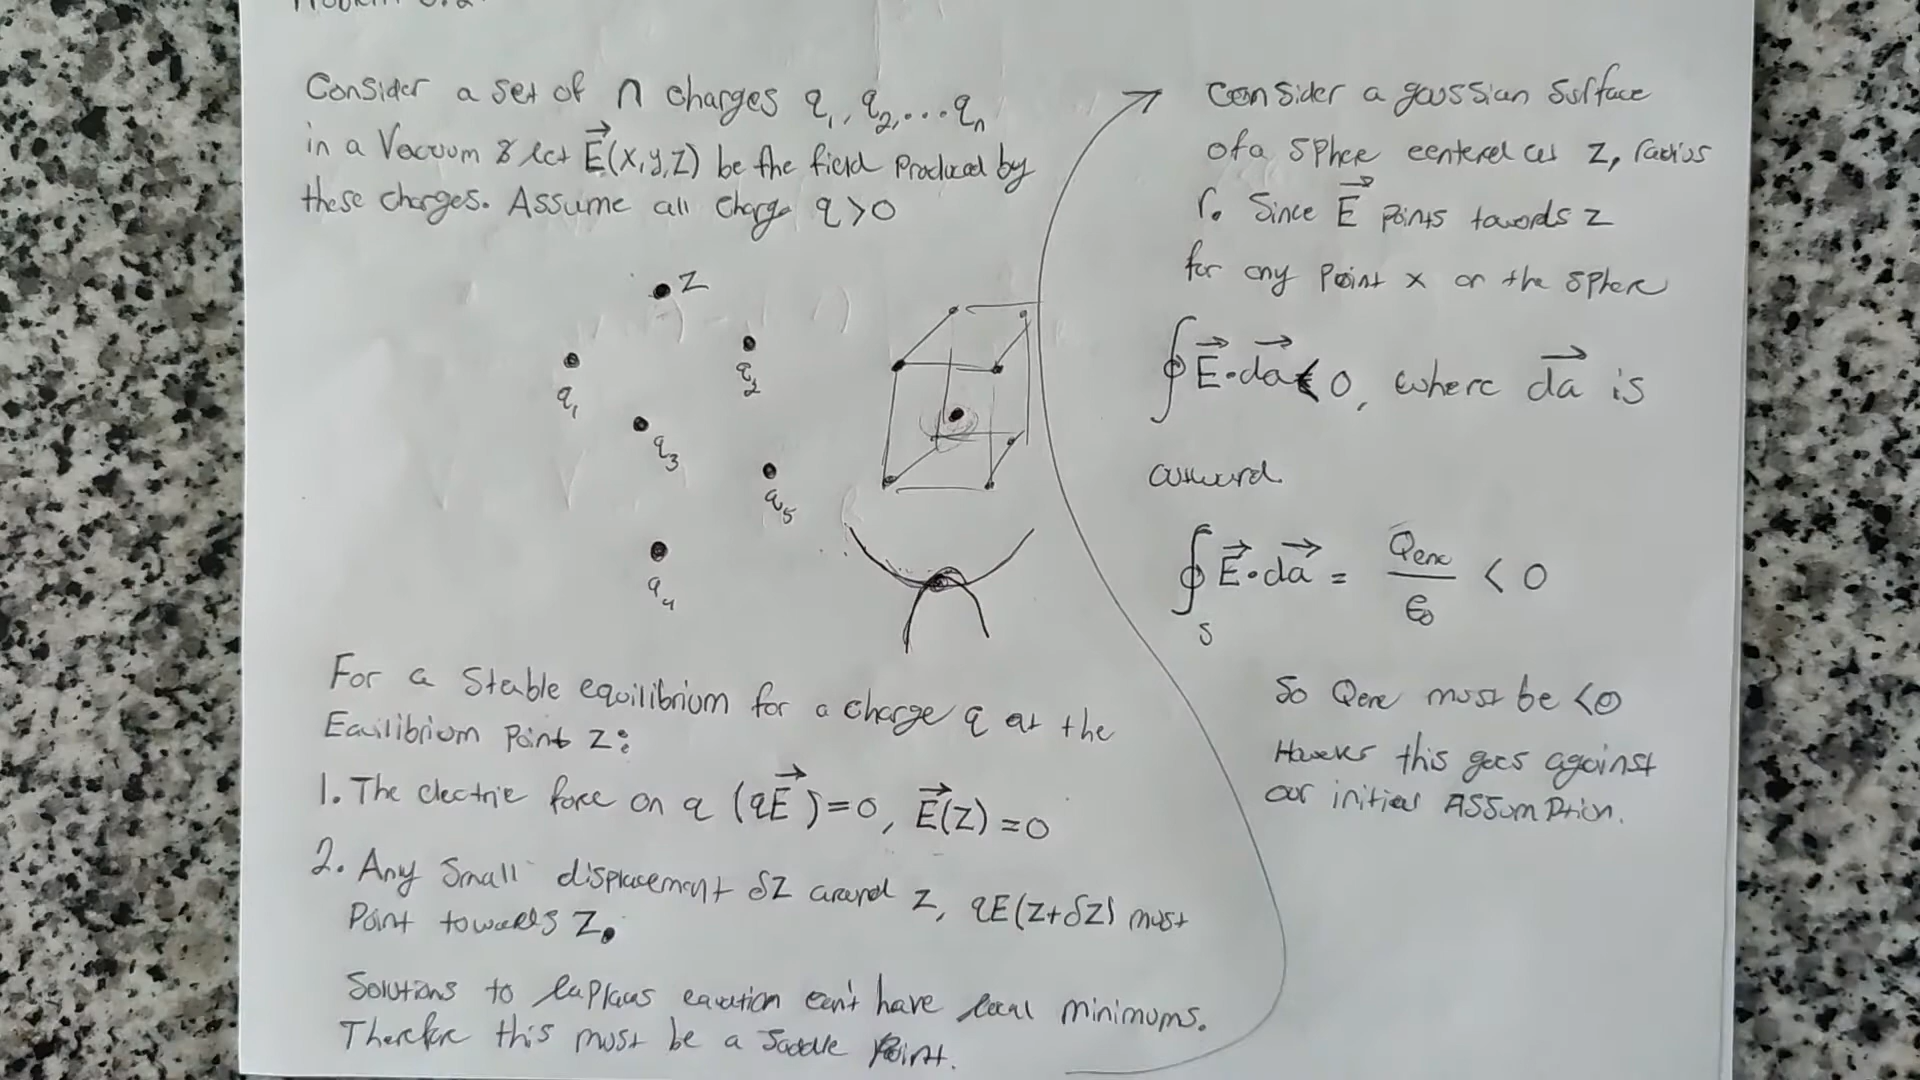 Problem 3.2
Consider a set of n charges q₁, q₂, ... qₙ
in a Vacuum & let E⃗(x,y,z) be the field produced by
these charges. Assume all charge q>0
z
q₁
q₂
q₃
q₅
q₄
For a Stable equilibrium for a charge q at the
Equilibrium Point z:
1. The electric force on q (qE⃗)=0, E⃗(z)=0
2. Any small displacement δz around z, qE(z+δz) must
Point towards z.
Solutions to Laplaces equation can't have local minimums.
Therefore this must be a saddle Point.
Consider a gaussian surface
of a sphere centered at z, radius
r. Since E⃗ points towards z
for any point x on the sphere
∮E⃗·da⃗<0, where da⃗ is
outward.
∮_S E⃗·da⃗ = Qenc/ε₀ < 0
So Qenc must be <0
However this goes against
our initial ASSUMPtion.